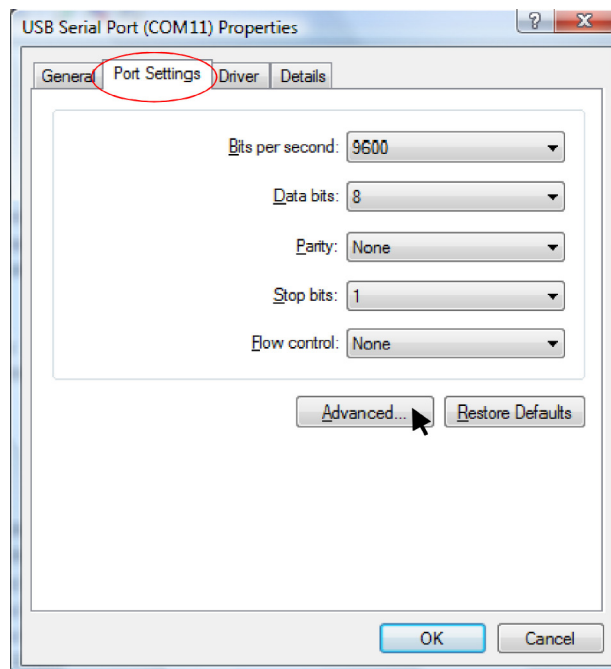 USB Serial Port (COM11) Properties
General Port Settings Driver Details
Bits per second: 9600
Data bits: 8
Parity: None
Stop bits: 1
Flow control: None
Advanced... Restore Defaults
OK Cancel